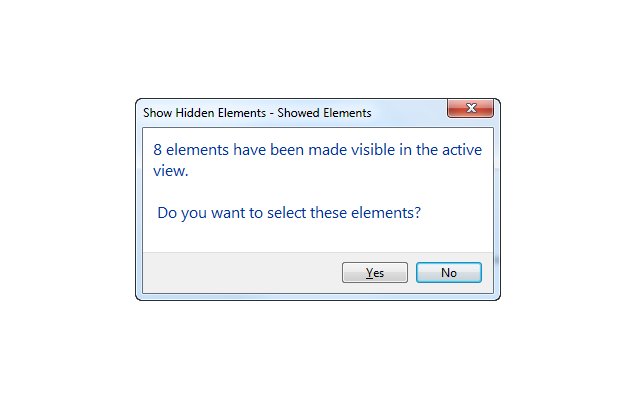 Show Hidden Elements - Showed Elements
8 elements have been made visible in the active
view.
Do you want to select these elements?
Yes
No